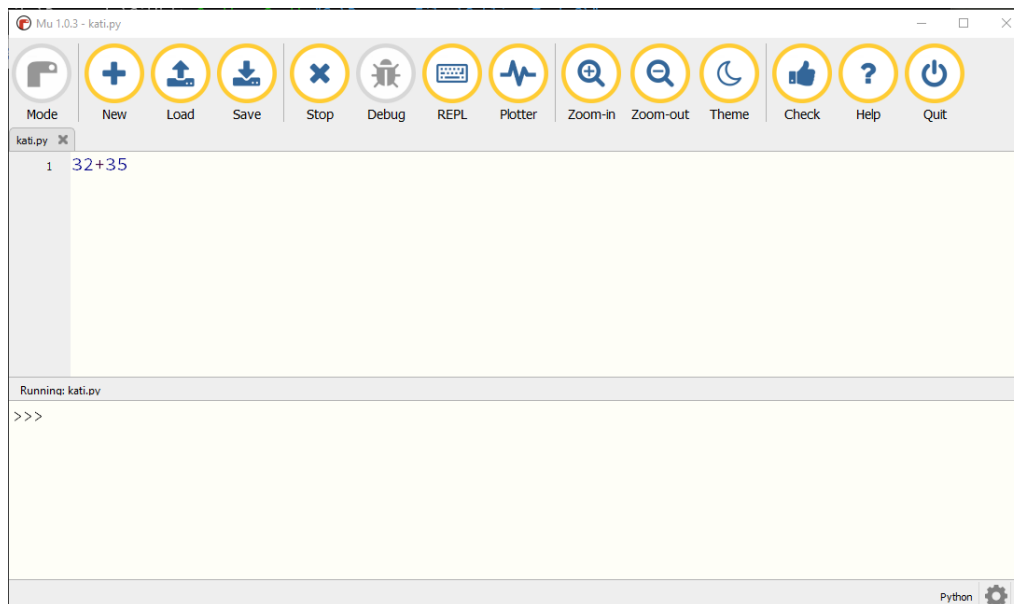 Mu 1.0.3 - kati.py
Mode New Load Save Stop Debug REPL Plotter Zoom-in Zoom-out Theme Check Help Quit
kati.py
1 32+35
Running: kati.py
>>>
Python